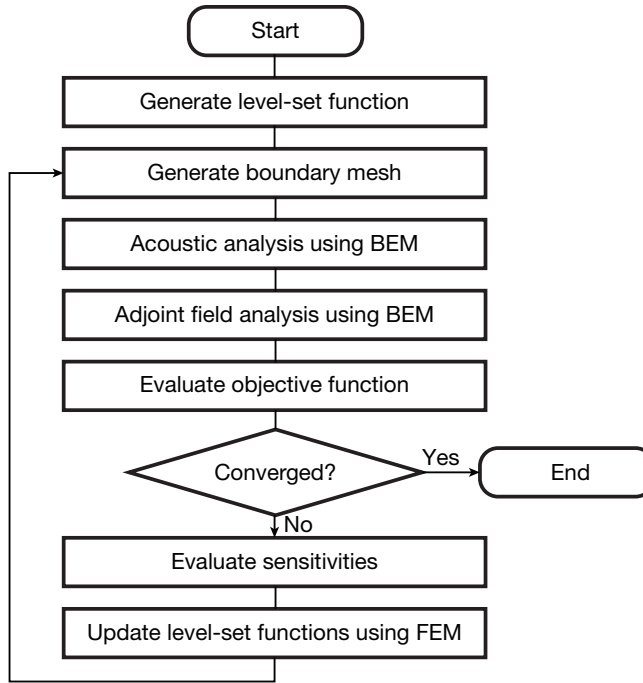 Start
Generate level-set function
Generate boundary mesh
Acoustic analysis using BEM
Adjoint field analysis using BEM
Evaluate objective function
Converged?
Yes
End
No
Evaluate sensitivities
Update level-set functions using FEM